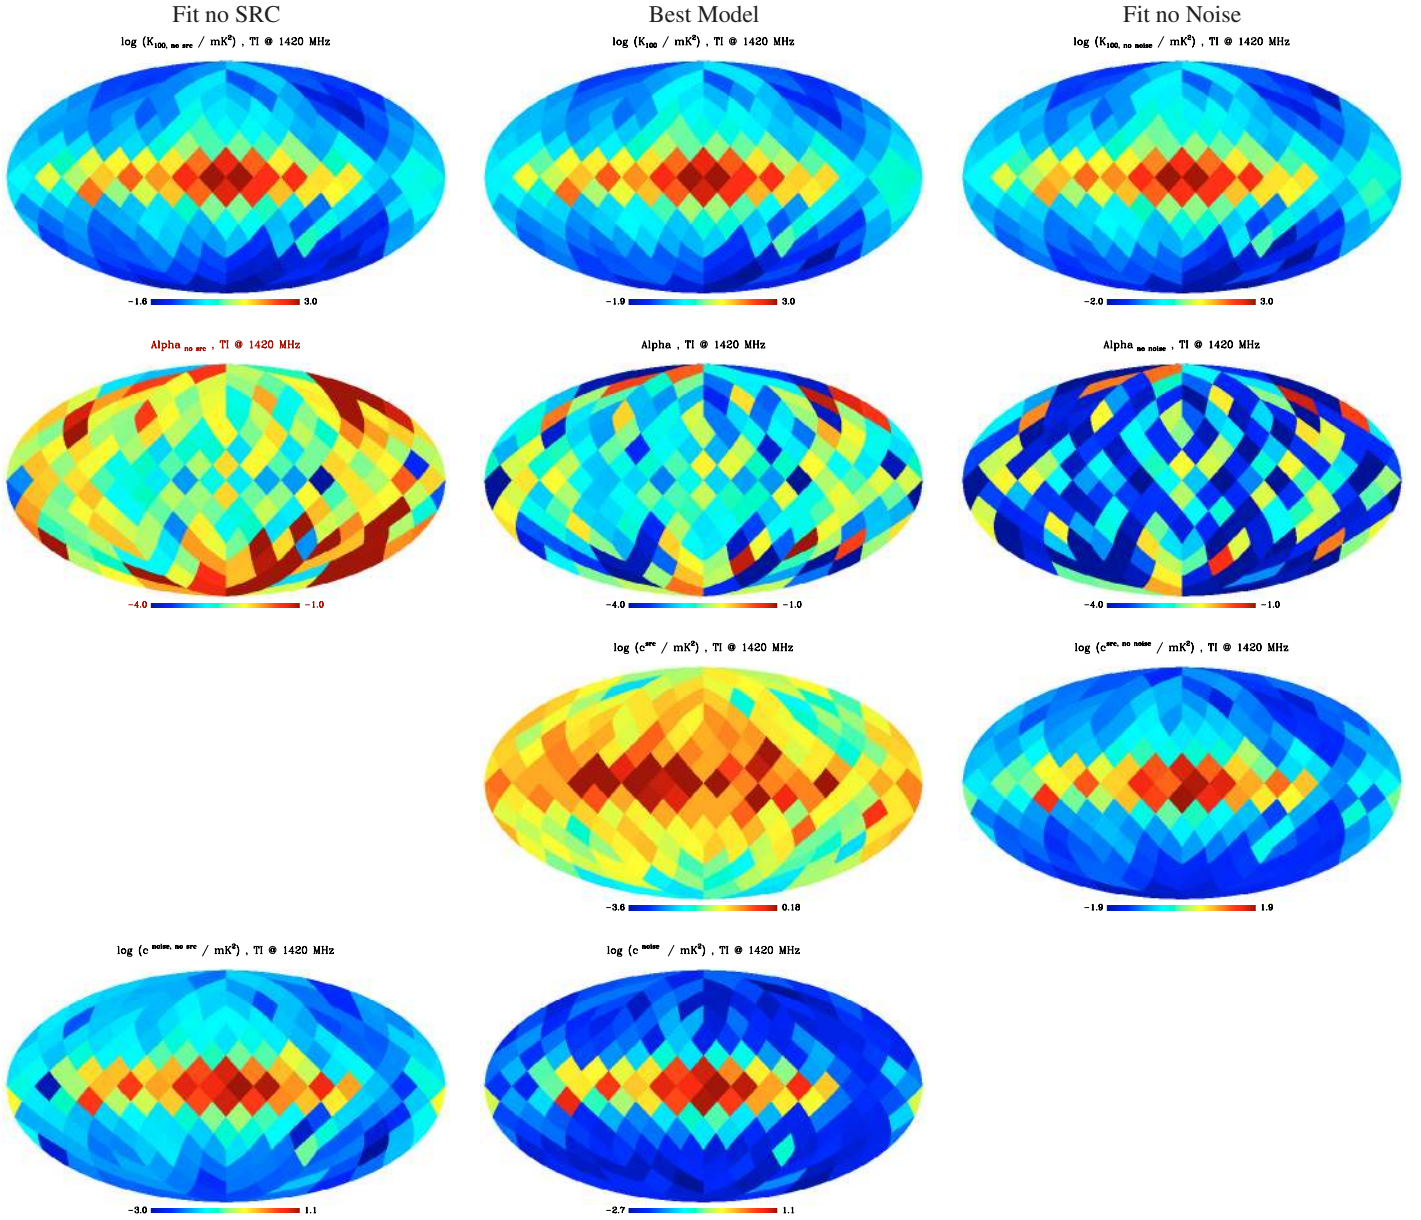 Fit no SRC Best Model Fit no Noise
log (K100, no src / mK2) , TI @ 1420 MHz log (K100 / mK2) , TI @ 1420 MHz log (K100, no noise / mK2) , TI @ 1420 MHz
-1.6 3.0 -1.9 3.0 -2.0 3.0
Alpha no src , TI @ 1420 MHz Alpha , TI @ 1420 MHz Alpha no noise , TI @ 1420 MHz
-4.0 -1.0 -4.0 -1.0 -4.0 -1.0
log (csrc / mK2) , TI @ 1420 MHz log (csrc, no noise / mK2) , TI @ 1420 MHz
-3.6 0.18 -1.9 1.9
log (c noise, no src / mK2) , TI @ 1420 MHz log (c noise / mK2) , TI @ 1420 MHz
-3.0 1.1 -2.7 1.1